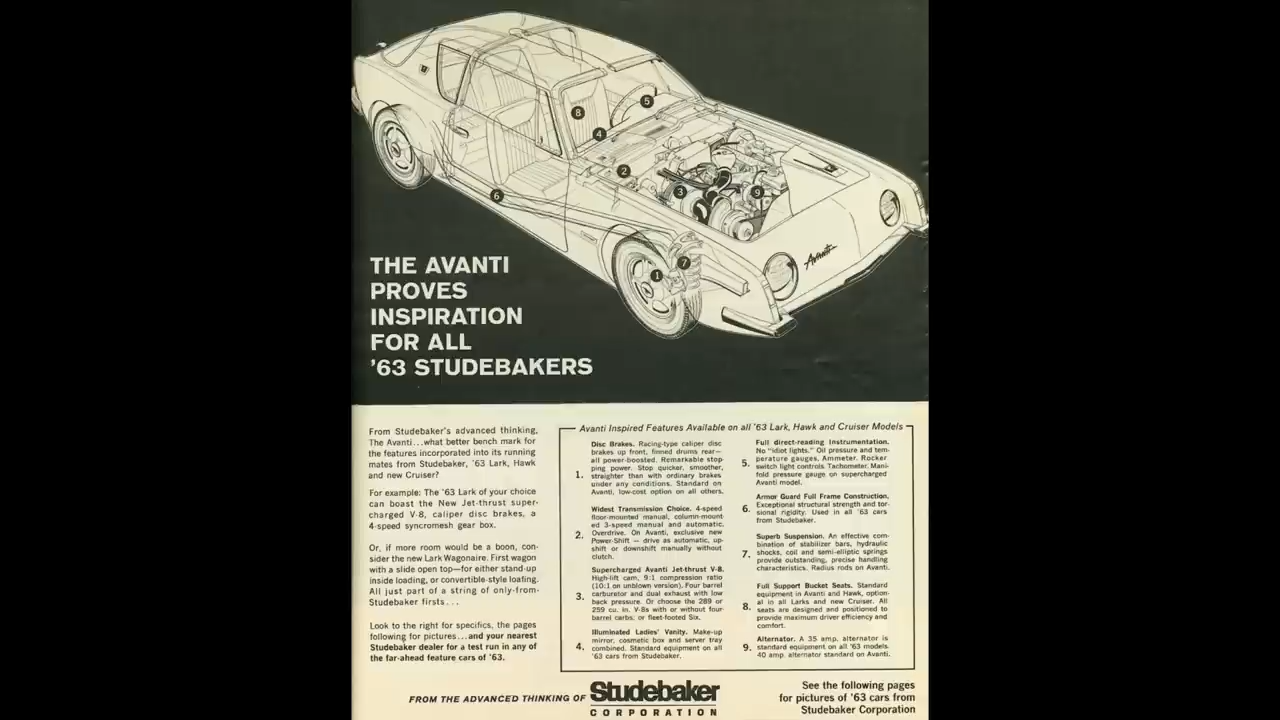 8
5
4
2
3
9
6
7
1
Avanti
THE AVANTI
PROVES
INSPIRATION
FOR ALL
'63 STUDEBAKERS
From Studebaker's advanced thinking,
The Avanti...what better bench mark for
the features incorporated into its running
mates from Studebaker, '63 Lark, Hawk
and new Cruiser?
For example: The '63 Lark of your choice
can boast the New Jet-thrust super-
charged V-8, caliper disc brakes, a
4-speed syncromesh gear box.
Or, if more room would be a boon, con-
sider the new Lark Wagonaire. First wagon
with a slide open top—for either stand-up
inside loading, or convertible-style loafing.
All just part of a string of only-from-
Studebaker firsts...
Look to the right for specifics, the pages
following for pictures...and your nearest
Studebaker dealer for a test run in any of
the far-ahead feature cars of '63.
Avanti Inspired Features Available on all '63 Lark, Hawk and Cruiser Models
1. Disc Brakes. Racing-type caliper disc
brakes up front, finned drums rear—
all power-boosted. Remarkable stop-
ping power. Stop quicker, smoother,
straighter than with ordinary brakes
under any conditions. Standard on
Avanti, low-cost option on all others.
2. Widest Transmission Choice. 4-speed
floor-mounted manual, column-mount-
ed 3-speed manual and automatic.
Overdrive. On Avanti, exclusive new
Power-Shift — drive as automatic, up-
shift or downshift manually without
clutch.
3. Supercharged Avanti Jet-thrust V-8.
High-lift cam, 9:1 compression ratio
(10:1 on unblown version). Four barrel
carburetor and dual exhaust with low
back pressure. Or choose the 289 or
259 cu. in. V-8s with or without four-
barrel carbs, or fleet-footed Six.
4. Illuminated Ladies' Vanity. Make-up
mirror, cosmetic box and server tray
combined. Standard equipment on all
'63 cars from Studebaker.
5. Full direct-reading Instrumentation.
No "idiot lights." Oil pressure and tem-
perature gauges. Ammeter. Rocker
switch light controls. Tachometer. Mani-
fold pressure gauge on supercharged
Avanti model.
6. Armor Guard Full Frame Construction.
Exceptional structural strength and tor-
sional rigidity. Used in all '63 cars
from Studebaker.
7. Superb Suspension. An effective com-
bination of stabilizer bars, hydraulic
shocks, coil and semi-elliptic springs
provide outstanding, precise handling
characteristics. Radius rods on Avanti.
8. Full Support Bucket Seats. Standard
equipment in Avanti and Hawk, option-
al in all Larks and new Cruiser. All
seats are designed and positioned to
provide maximum driver efficiency and
comfort.
9. Alternator. A 35 amp. alternator is
standard equipment on all '63 models.
40 amp. alternator standard on Avanti.
FROM THE ADVANCED THINKING OF Studebaker
CORPORATION
See the following pages
for pictures of '63 cars from
Studebaker Corporation